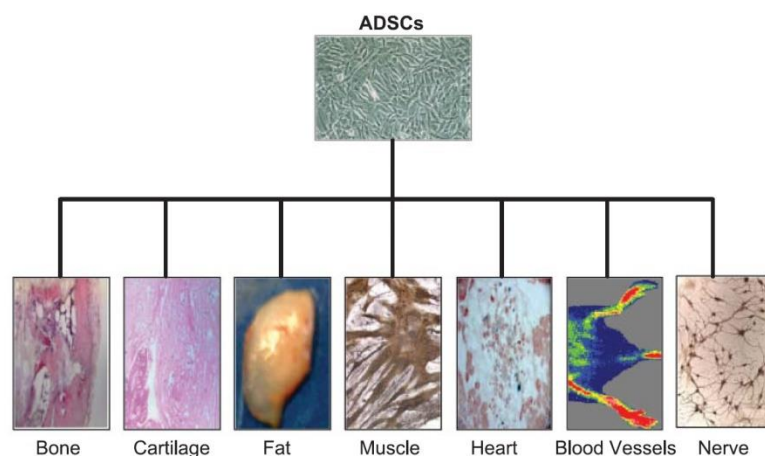 ADSCs
Bone
Cartilage
Fat
Muscle
Heart
Blood Vessels
Nerve